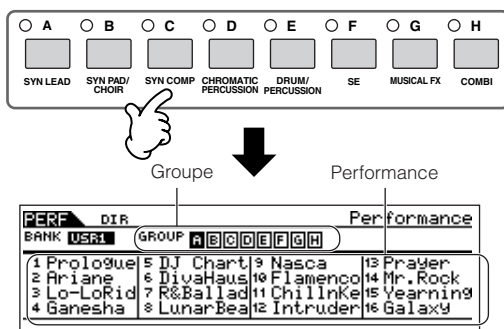 A B C D E F G H
SYN LEAD SYN PAD/ CHOIR SYN COMP CHROMATIC PERCUSSION DRUM/ PERCUSSION SE MUSICAL FX COMBI
Groupe Performance
PERF DIR Performance
BANK USR1 GROUP A B C D E F G H
1 Prologue 5 DJ Chart 9 Nasca 13 Prayer
2 Ariane 6 DivaHaus 10 Flamenco 14 Mr.Rock
3 Lo-LoRid 7 R&Ballad 11 ChillnKe 15 Yearning
4 Ganesha 8 LunarBea 12 Intruder 16 Galaxy